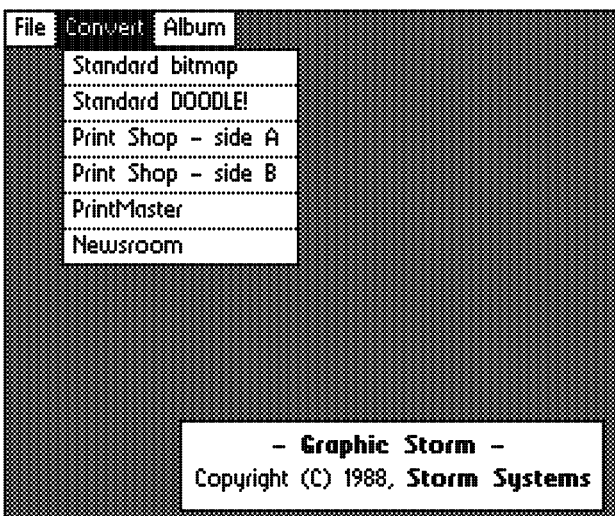 File Convert Album
Standard bitmap
Standard DOODLE!
Print Shop - side A
Print Shop - side B
PrintMaster
Newsroom
- Graphic Storm -
Copyright (C) 1988, Storm Systems